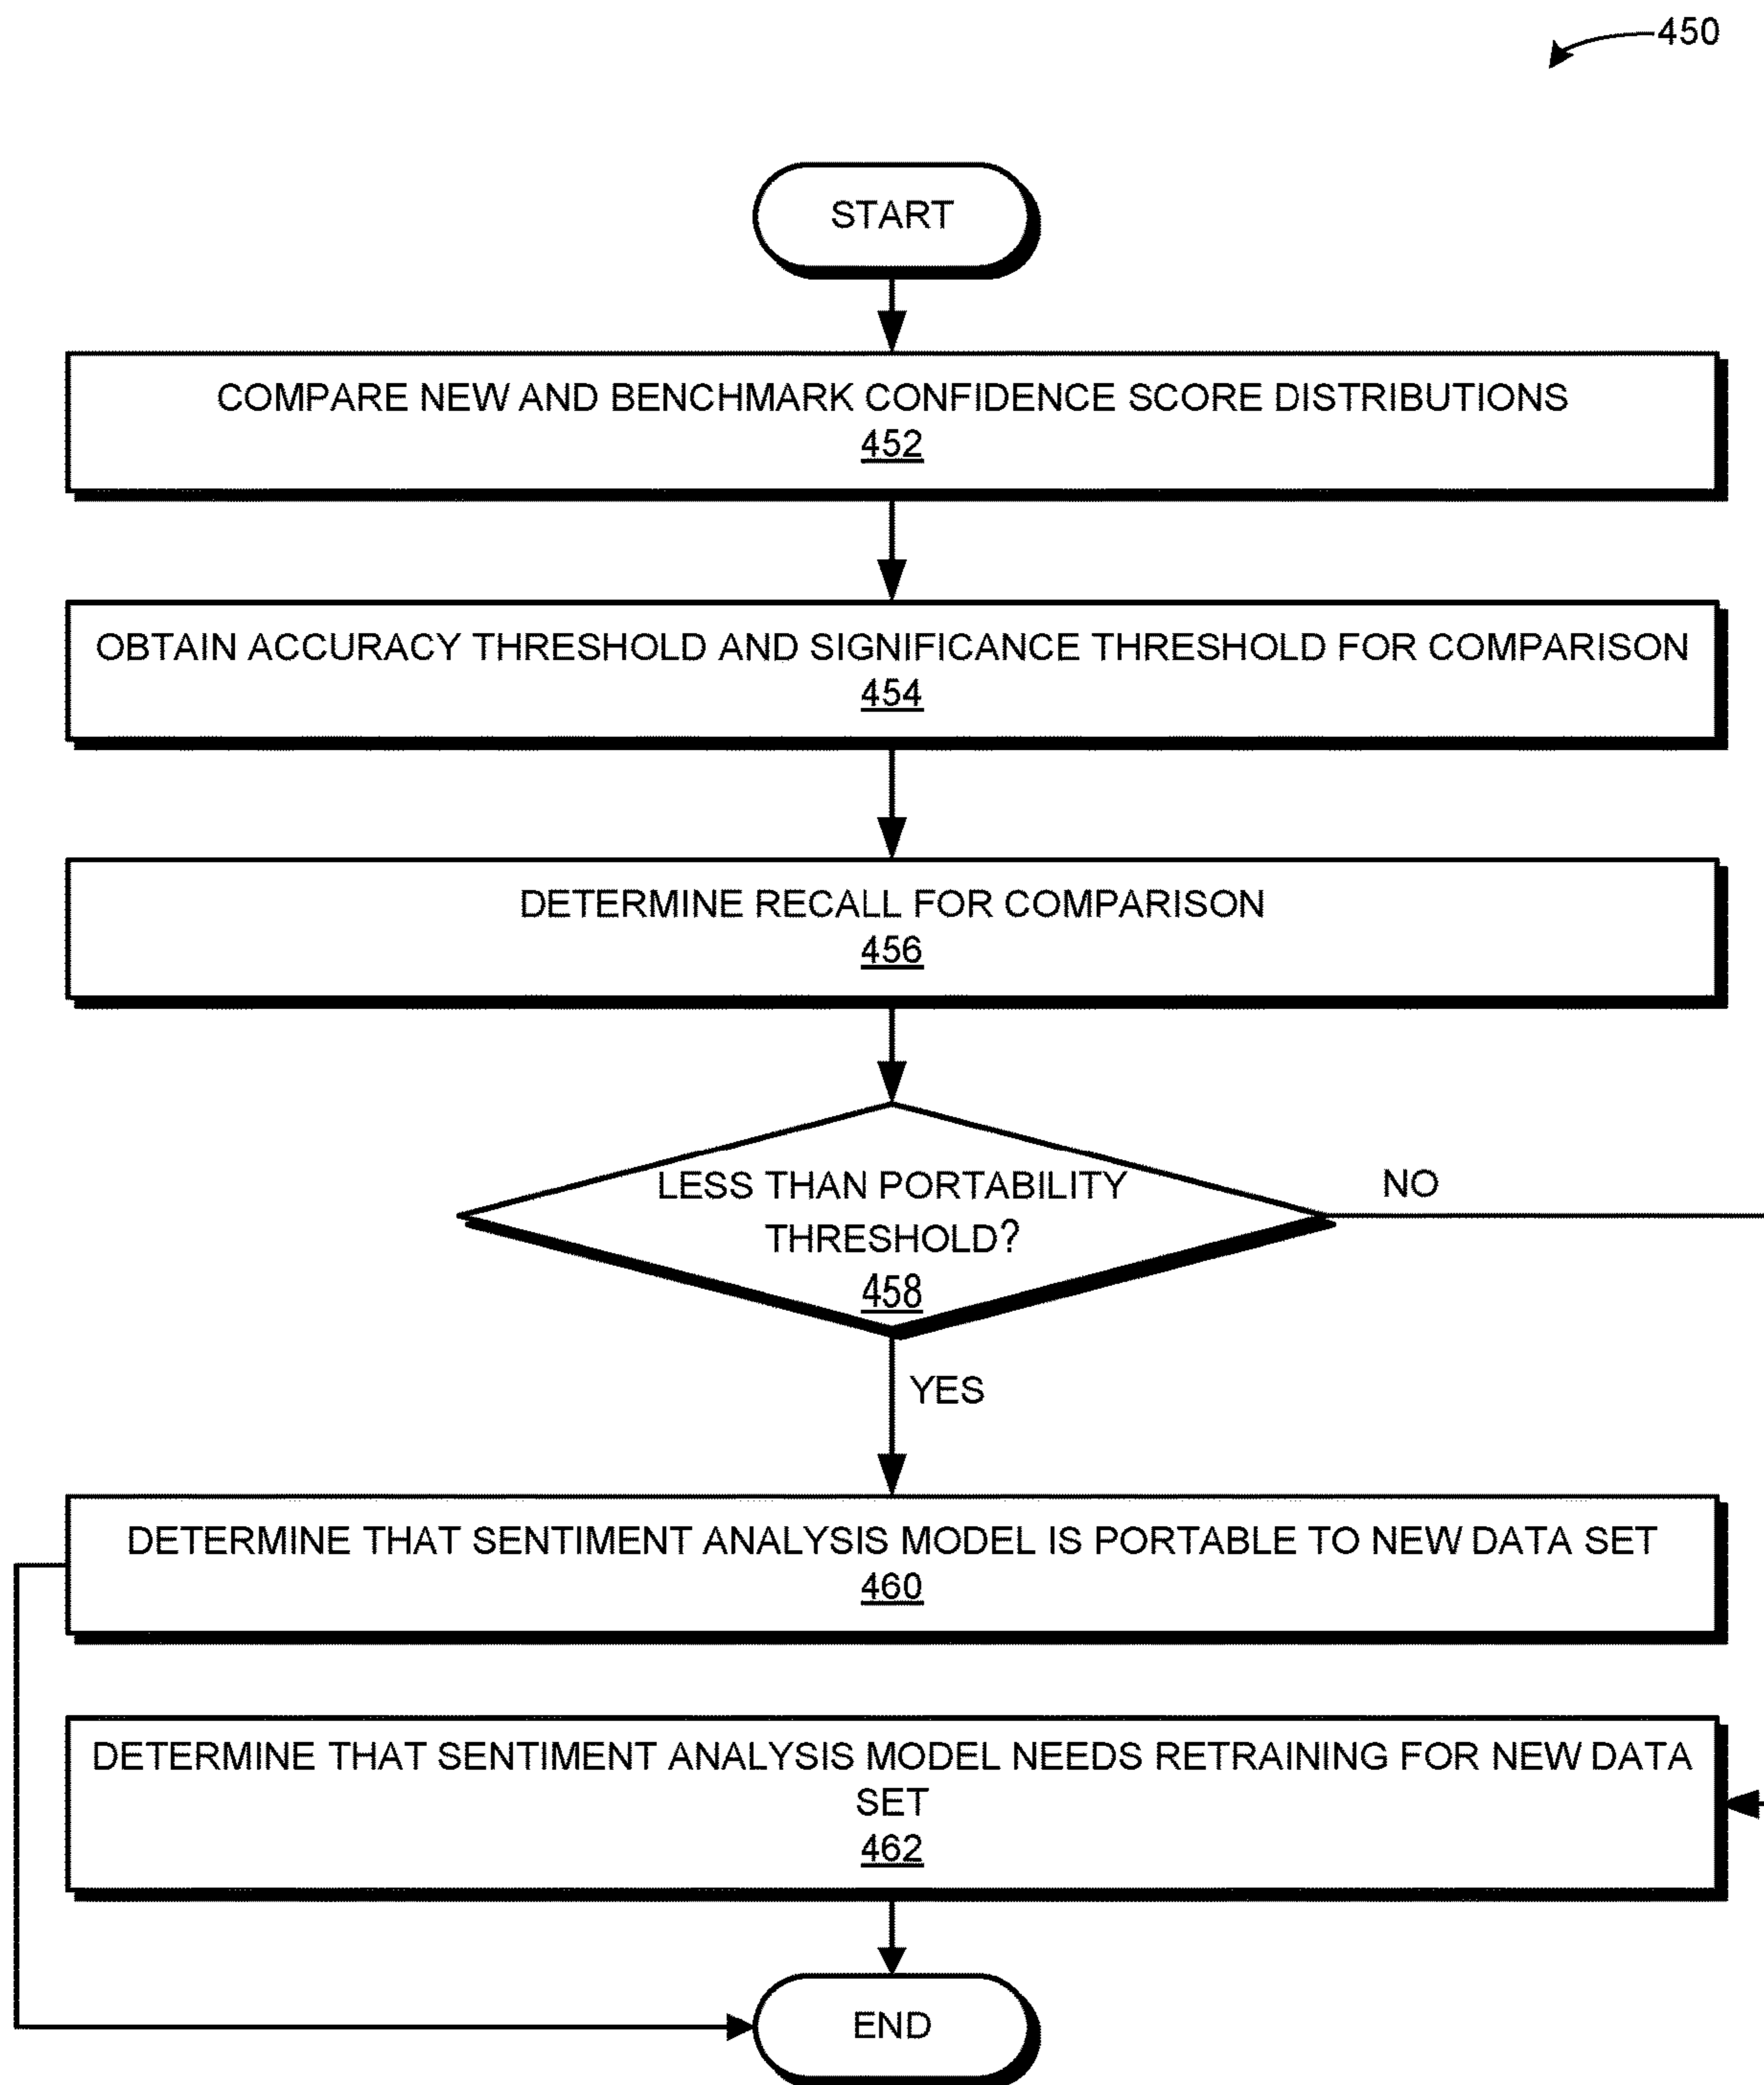 450
START
COMPARE NEW AND BENCHMARK CONFIDENCE SCORE DISTRIBUTIONS
452
OBTAIN ACCURACY THRESHOLD AND SIGNIFICANCE THRESHOLD FOR COMPARISON
454
DETERMINE RECALL FOR COMPARISON
456
LESS THAN PORTABILITY
THRESHOLD?
458
NO
YES
DETERMINE THAT SENTIMENT ANALYSIS MODEL IS PORTABLE TO NEW DATA SET
460
DETERMINE THAT SENTIMENT ANALYSIS MODEL NEEDS RETRAINING FOR NEW DATA
SET
462
END